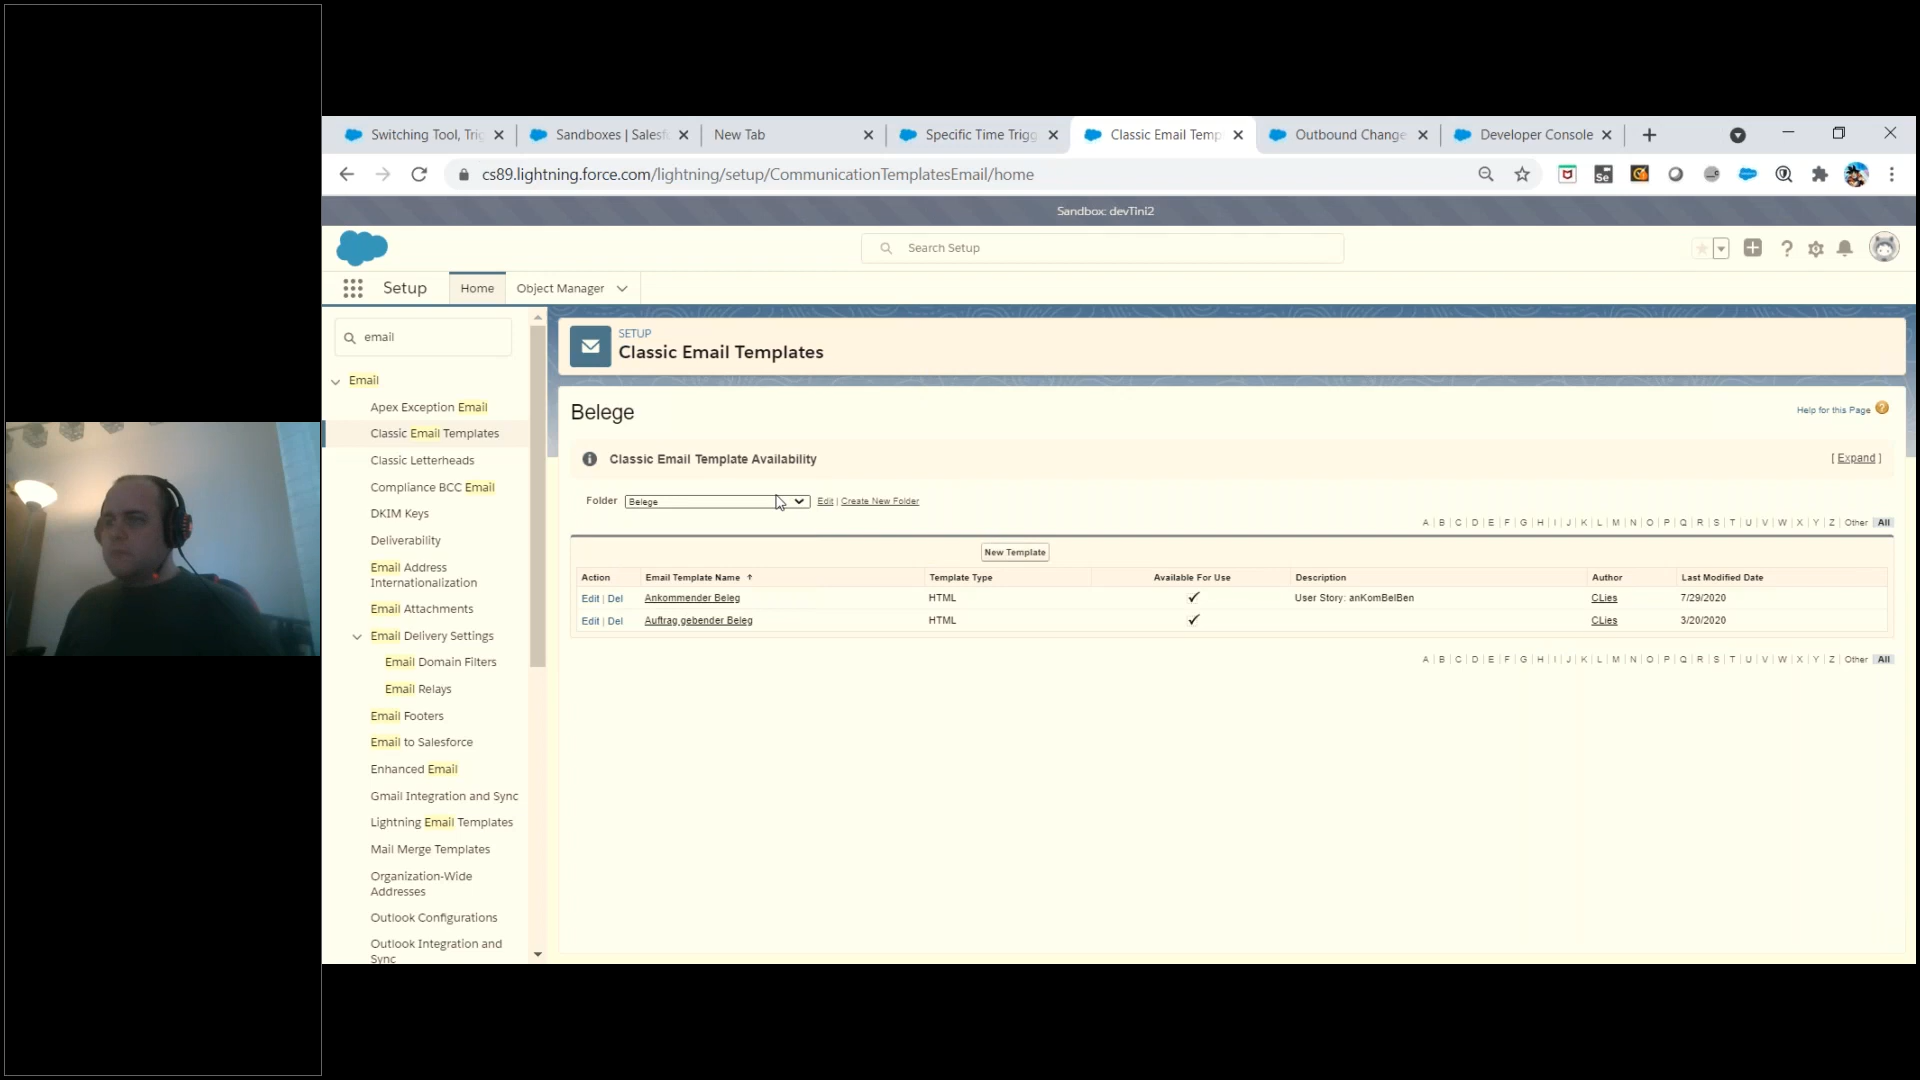 Switching Tool, Trig
Sandboxes | Salesf
New Tab
Specific Time Trigg
Classic Email Temp
Outbound Change
Developer Console
cs89.lightning.force.com/lightning/setup/CommunicationTemplatesEmail/home
Sandbox: devTini2
Search Setup
Setup
Home
Object Manager
email
Email
Apex Exception Email
Classic Email Templates
Classic Letterheads
Compliance BCC Email
DKIM Keys
Deliverability
Email Address
Internationalization
Email Attachments
Email Delivery Settings
Email Domain Filters
Email Relays
Email Footers
Email to Salesforce
Enhanced Email
Gmail Integration and Sync
Lightning Email Templates
Mail Merge Templates
Organization-Wide
Addresses
Outlook Configurations
Outlook Integration and
Sync
SETUP
Classic Email Templates
Belege
Help for this Page ?
Classic Email Template Availability
[ Expand ]
Folder Belege Edit | Create New Folder
A | B | C | D | E | F | G | H | I | J | K | L | M | N | O | P | Q | R | S | T | U | V | W | X | Y | Z | Other All
New Template
Action Email Template Name Template Type Available For Use Description Author Last Modified Date
Edit | Del Ankommender Beleg HTML ✓ User Story: anKomBelBen CLies 7/29/2020
Edit | Del Auftrag gebender Beleg HTML ✓ CLies 3/20/2020
A | B | C | D | E | F | G | H | I | J | K | L | M | N | O | P | Q | R | S | T | U | V | W | X | Y | Z | Other All